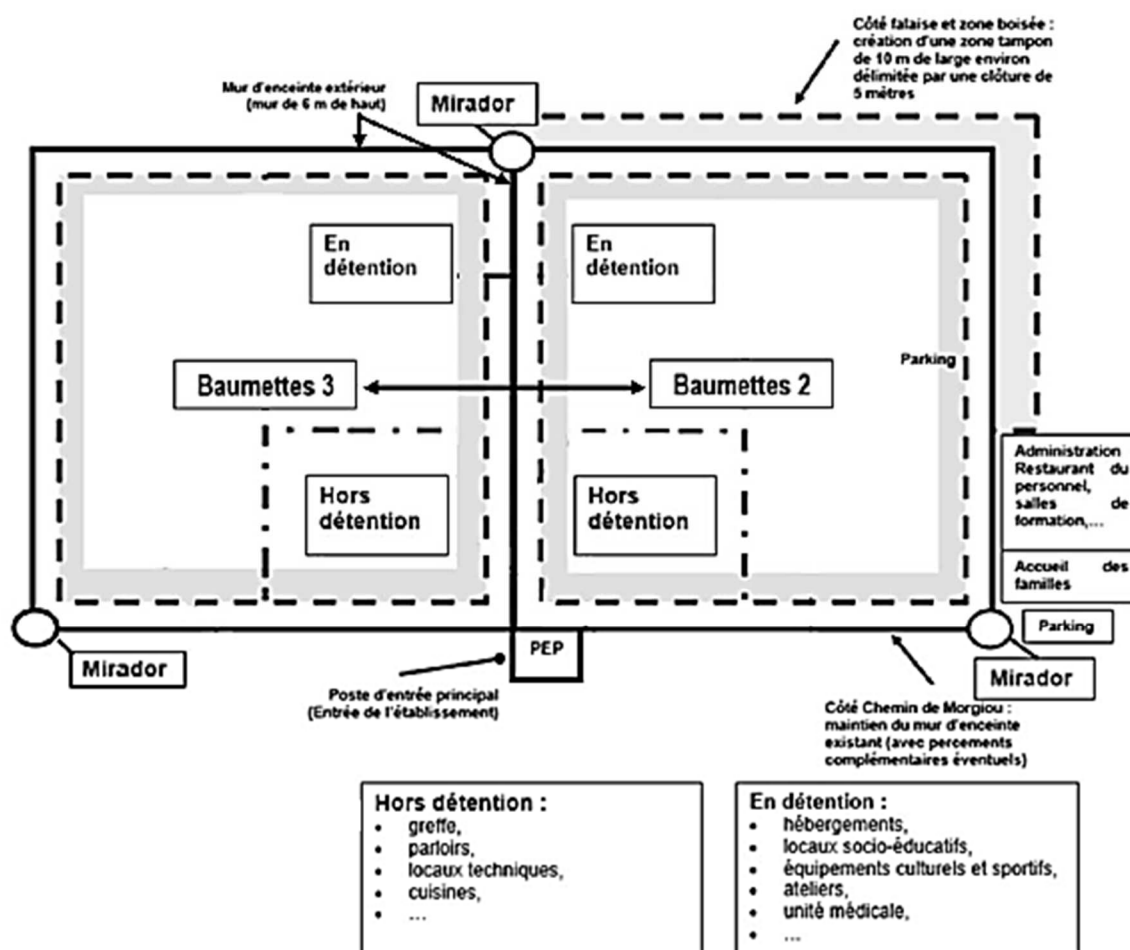 Côté falaise et zone boisée :
création d'une zone tampon
de 10 m de large environ
délimitée par une clôture de
5 mètres
Mur d'enceinte extérieur
(mur de 6 m de haut)
Mirador
En
détention
En
détention
Parking
Baumettes 3
Baumettes 2
Hors
détention
Hors
détention
Administration
Restaurant du
personnel,
salles de
formation,...
Accueil des
familles
Parking
Mirador
PEP
Mirador
Poste d'entrée principal
(Entrée de l'établissement)
Côté Chemin de Morgiou :
maintien du mur d'enceinte
existant (avec percements
complémentaires éventuels)
Hors détention :
• greffe,
• parloirs,
• locaux techniques,
• cuisines,
• ...
En détention :
• hébergements,
• locaux socio-éducatifs,
• équipements culturels et sportifs,
• ateliers,
• unité médicale,
• ...